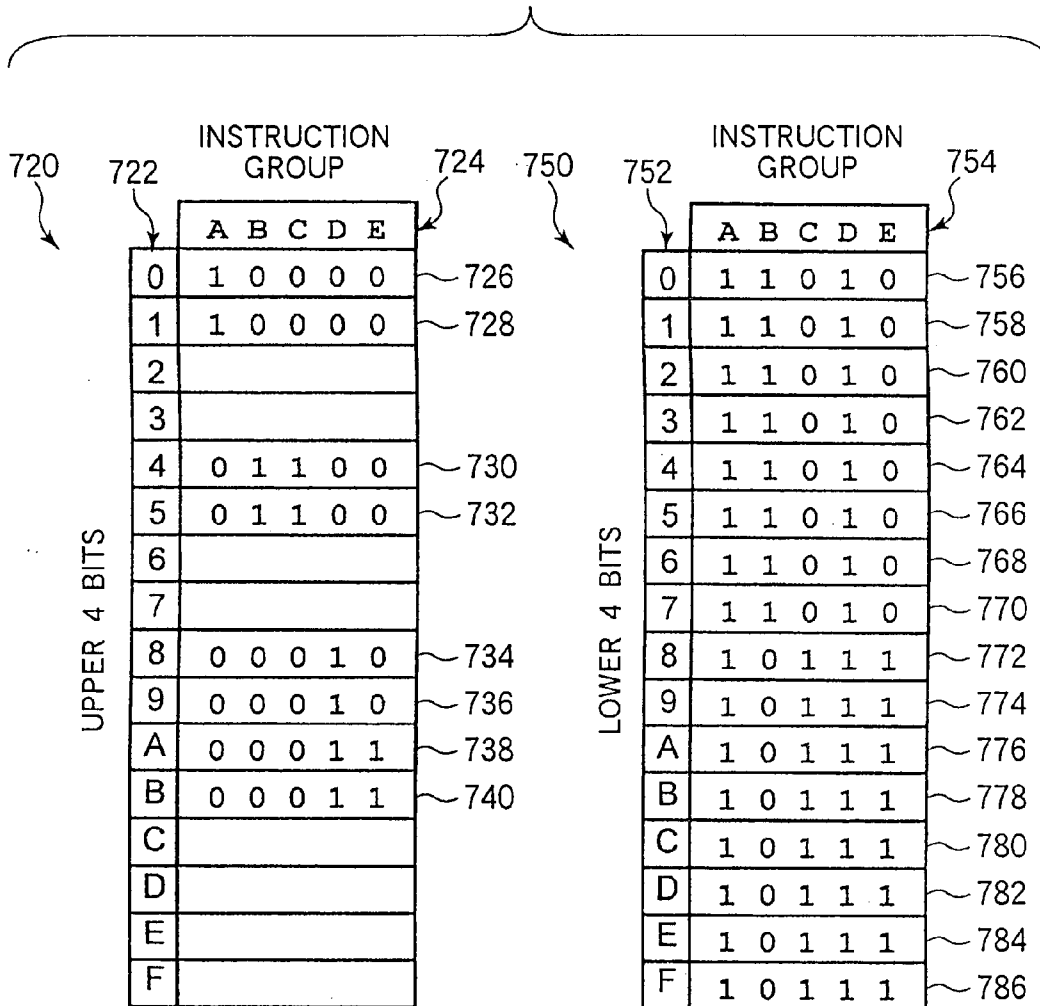 INSTRUCTION GROUP
720 722 724
A B C D E
0 1 0 0 0 0 726
1 1 0 0 0 0 728
2
3
4 0 1 1 0 0 730
5 0 1 1 0 0 732
6
7
8 0 0 0 1 0 734
9 0 0 0 1 0 736
A 0 0 0 1 1 738
B 0 0 0 1 1 740
C
D
E
F
UPPER 4 BITS
INSTRUCTION GROUP
750 752 754
A B C D E
0 1 1 0 1 0 756
1 1 1 0 1 0 758
2 1 1 0 1 0 760
3 1 1 0 1 0 762
4 1 1 0 1 0 764
5 1 1 0 1 0 766
6 1 1 0 1 0 768
7 1 1 0 1 0 770
8 1 0 1 1 1 772
9 1 0 1 1 1 774
A 1 0 1 1 1 776
B 1 0 1 1 1 778
C 1 0 1 1 1 780
D 1 0 1 1 1 782
E 1 0 1 1 1 784
F 1 0 1 1 1 786
LOWER 4 BITS